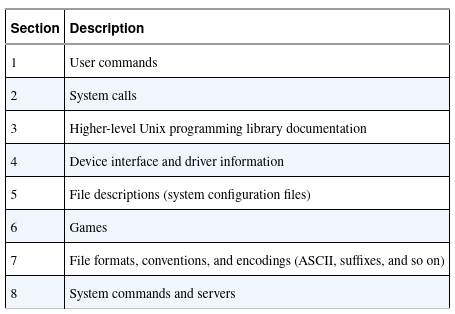 Section Description
1 User commands
2 System calls
3 Higher-level Unix programming library documentation
4 Device interface and driver information
5 File descriptions (system configuration files)
6 Games
7 File formats, conventions, and encodings (ASCII, suffixes, and so on)
8 System commands and servers